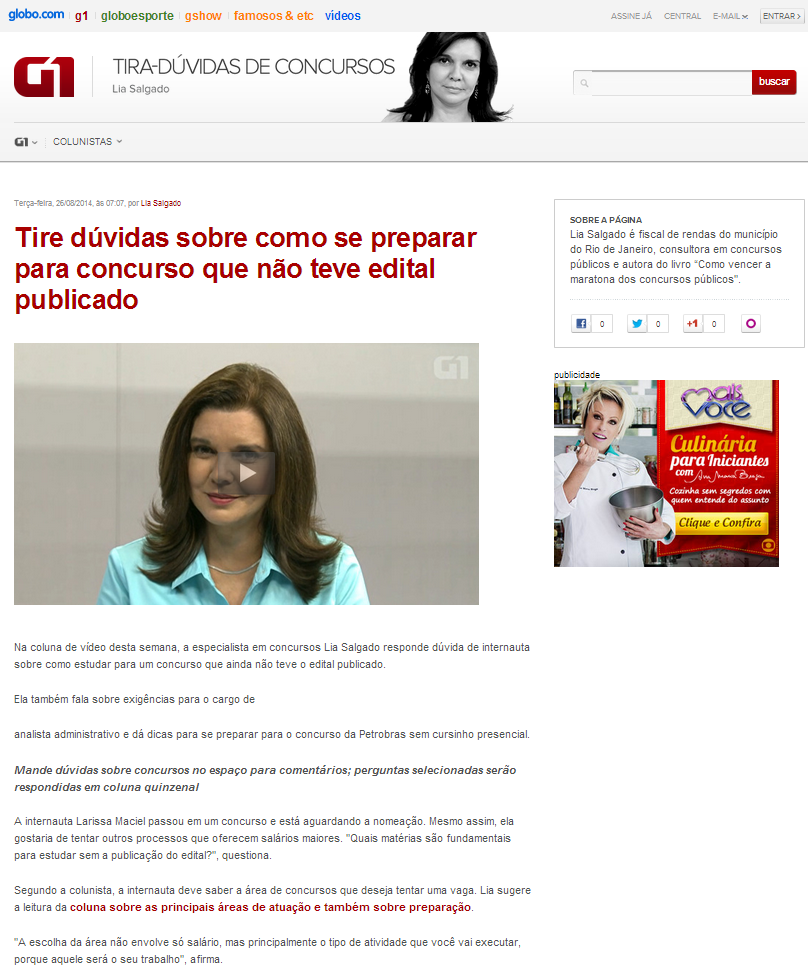 globo.com g1 globoesporte gshow famosos & etc vídeos
ASSINE JÁ CENTRAL E-MAIL ENTRAR ›
G1
TIRA-DÚVIDAS DE CONCURSOS
Lia Salgado
buscar
G1 COLUNISTAS
Terça-feira, 26/08/2014, às 07:07, por Lia Salgado
Tire dúvidas sobre como se preparar
para concurso que não teve edital
publicado
G1
Na coluna de vídeo desta semana, a especialista em concursos Lia Salgado responde dúvida de internauta
sobre como estudar para um concurso que ainda não teve o edital publicado.
Ela também fala sobre exigências para o cargo de
analista administrativo e dá dicas para se preparar para o concurso da Petrobras sem cursinho presencial.
Mande dúvidas sobre concursos no espaço para comentários; perguntas selecionadas serão
respondidas em coluna quinzenal
A internauta Larissa Maciel passou em um concurso e está aguardando a nomeação. Mesmo assim, ela
gostaria de tentar outros processos que oferecem salários maiores. "Quais matérias são fundamentais
para estudar sem a publicação do edital?", questiona.
Segundo a colunista, a internauta deve saber a área de concursos que deseja tentar uma vaga. Lia sugere
a leitura da coluna sobre as principais áreas de atuação e também sobre preparação.
"A escolha da área não envolve só salário, mas principalmente o tipo de atividade que você vai executar,
porque aquele será o seu trabalho", afirma.
SOBRE A PÁGINA
Lia Salgado é fiscal de rendas do município
do Rio de Janeiro, consultora em concursos
públicos e autora do livro “Como vencer a
maratona dos concursos públicos”.
0 0 +1 0
publicidade
mais
Você
Culinária
para Iniciantes
com Ana Maria Braga
Cozinha sem segredos com
quem entende do assunto
Clique e Confira